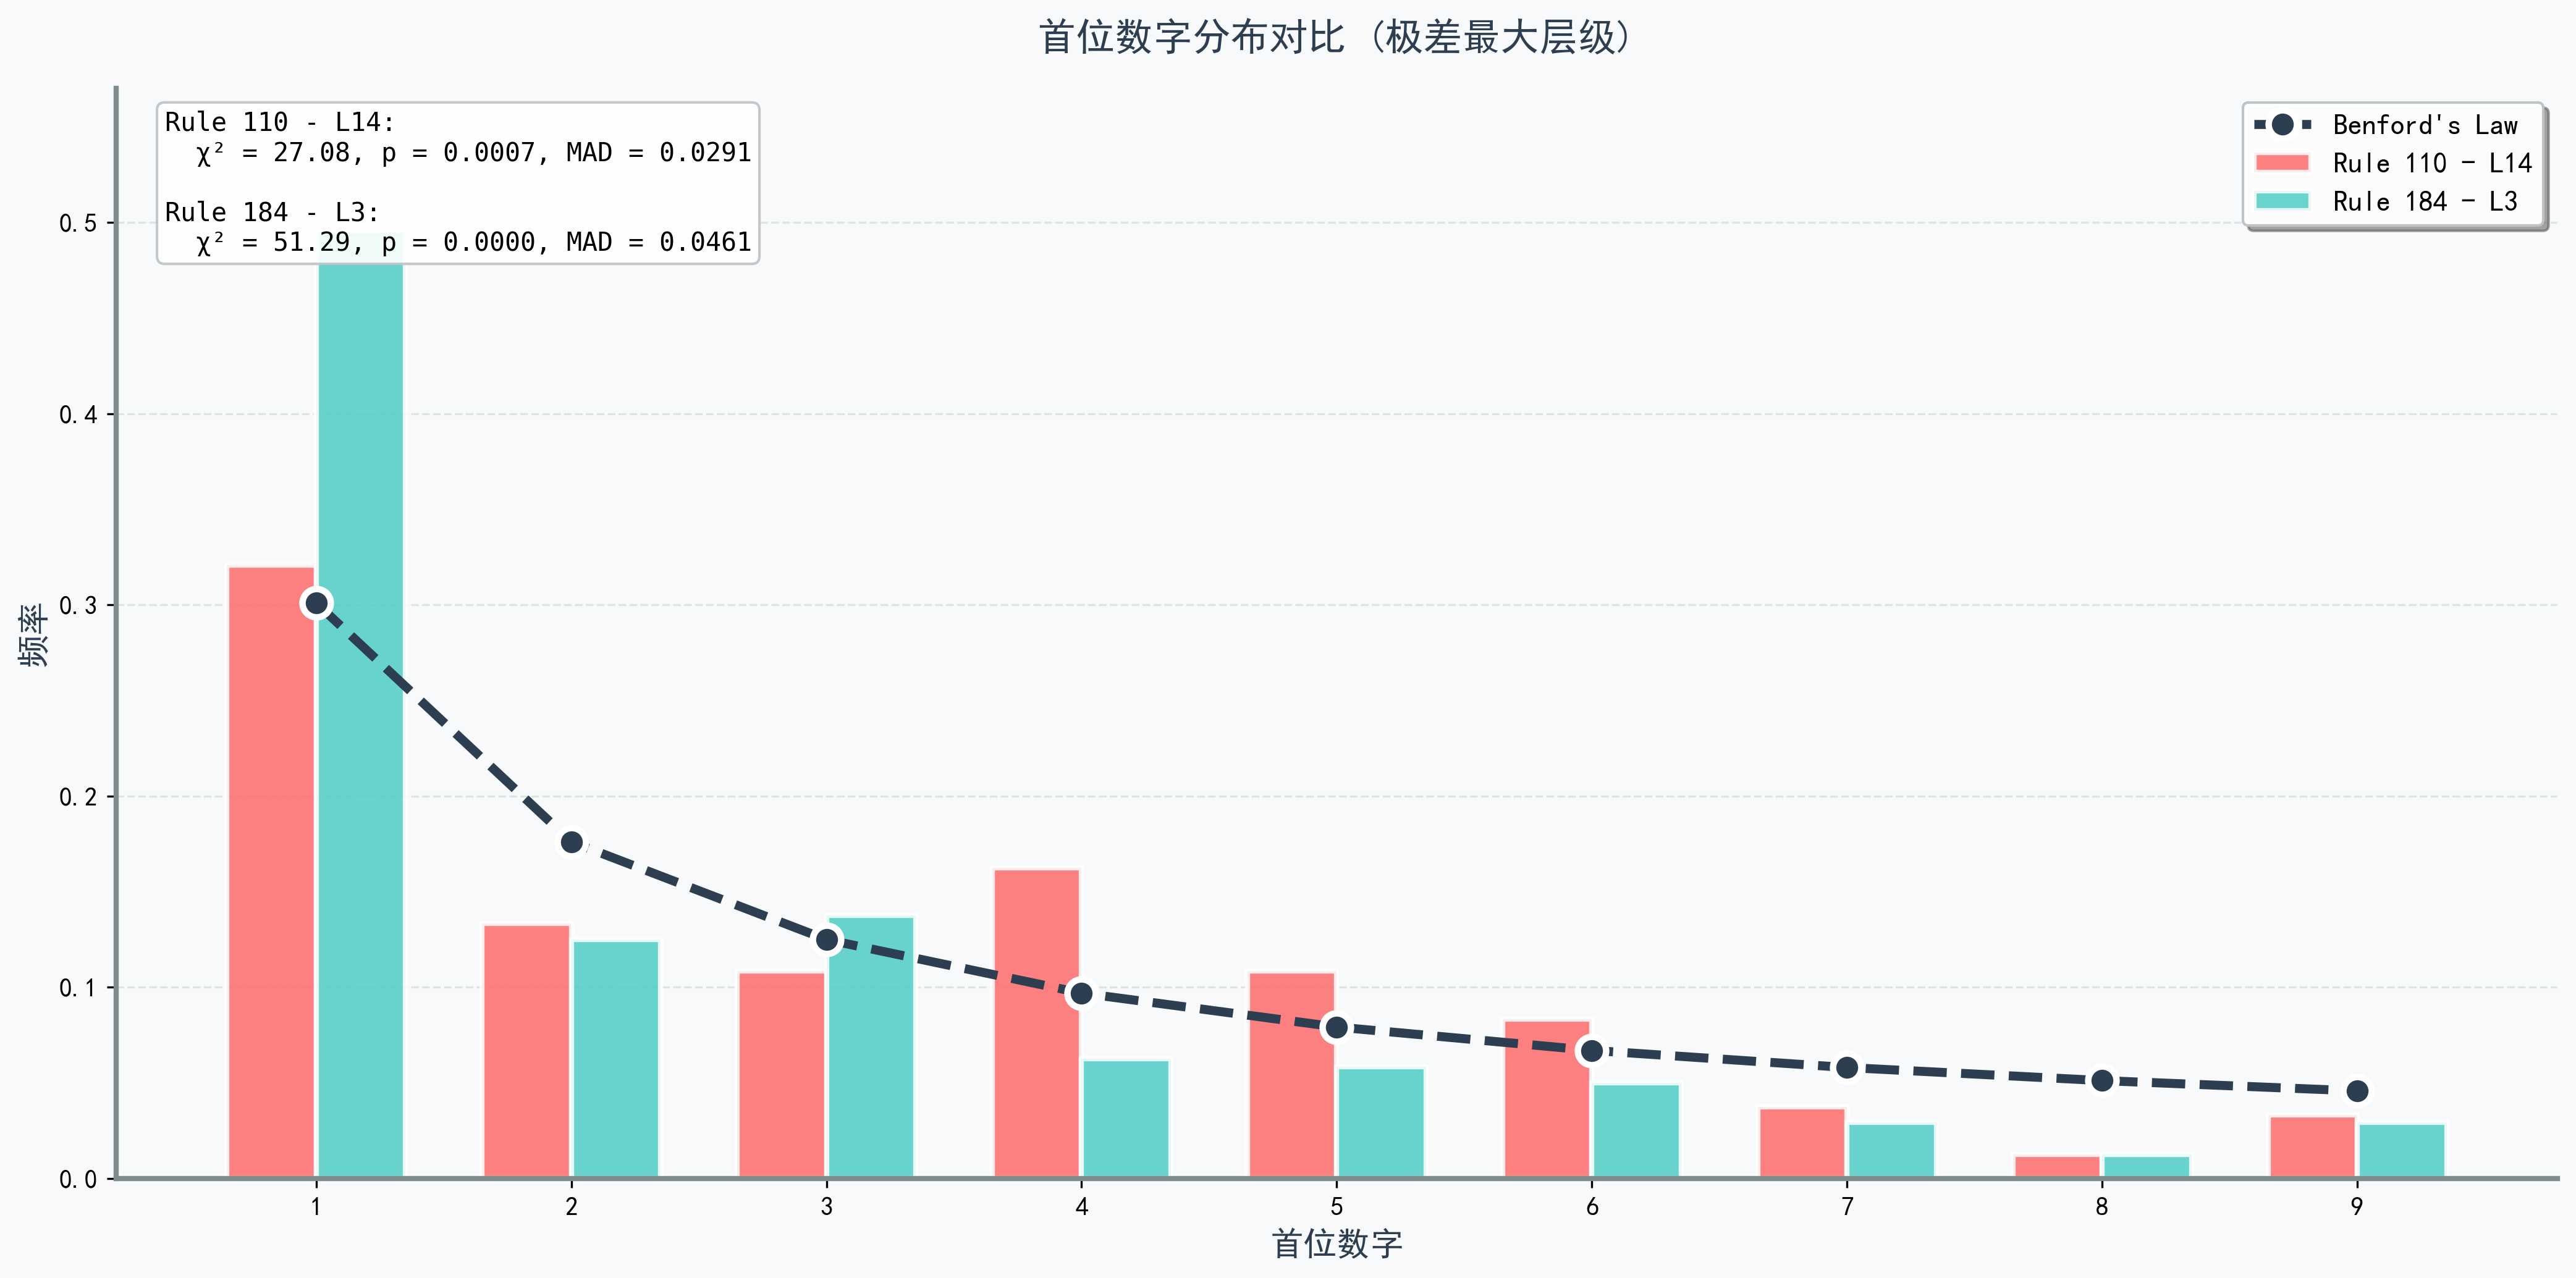 首位数字分布对比 (极差最大层级)
Rule 110 - L14:
χ² = 27.08, p = 0.0007, MAD = 0.0291
Rule 184 - L3:
χ² = 51.29, p = 0.0000, MAD = 0.0461
Benford's Law
Rule 110 - L14
Rule 184 - L3
频率
0.5
0.4
0.3
0.2
0.1
0.0
1 2 3 4 5 6 7 8 9
首位数字